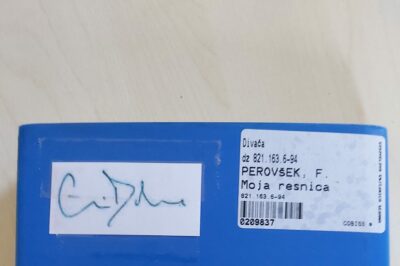 Divača
dz 821.163.6-94
PEROVŠEK, F.
Moja resnica
821.163.6-94
0209837
COBISS